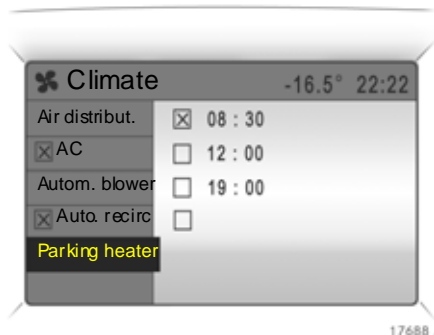 Climate -16.5° 22:22
Air distribut. 08 : 30
AC 12 : 00
Autom. blower 19 : 00
Auto. recirc
Parking heater
17688